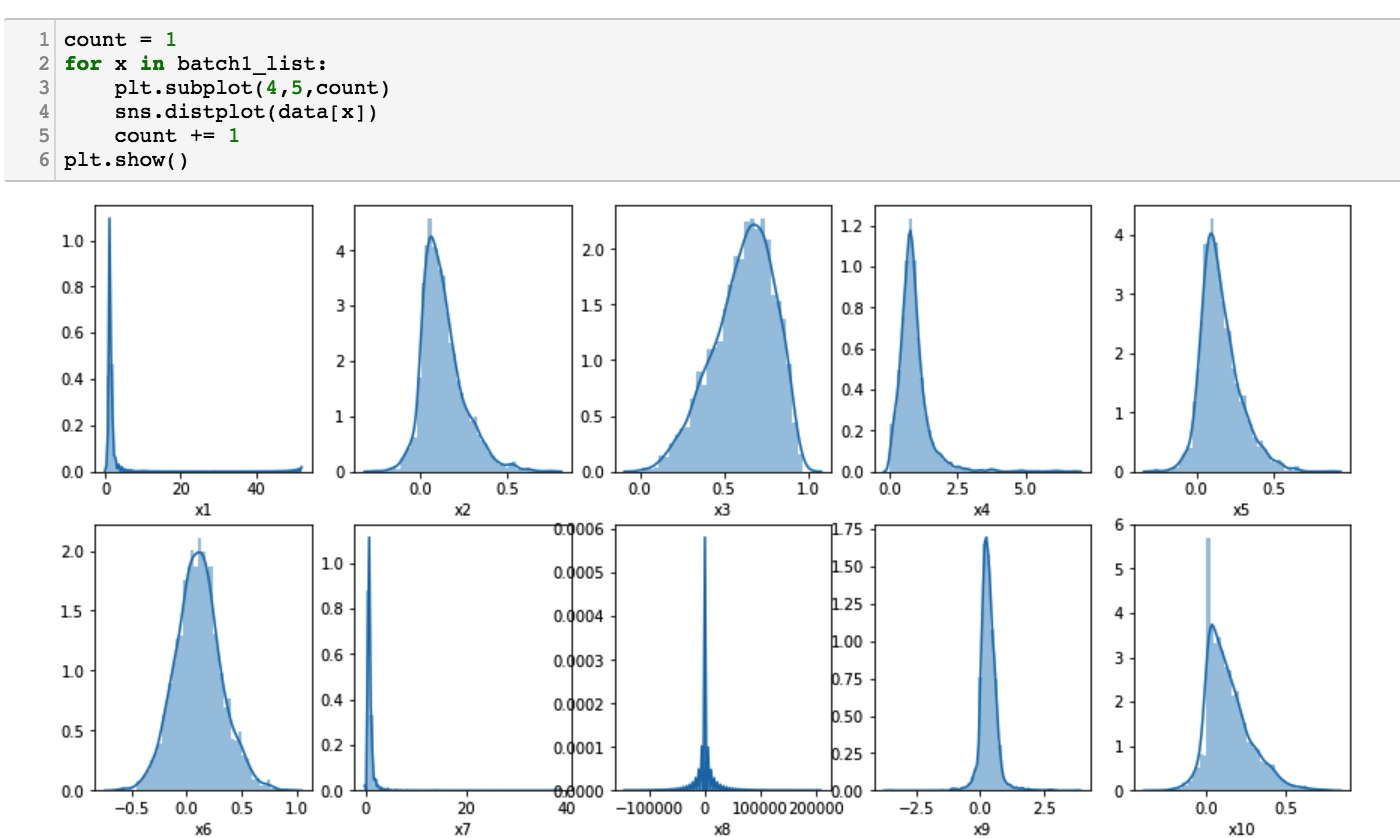 1 count = 1
2 for x in batch1_list:
3     plt.subplot(4,5,count)
4     sns.distplot(data[x])
5     count += 1
6 plt.show()
1.0
0.8
0.6
0.4
0.2
0.0
0 20 40
x1
4
3
2
1
0
0.0 0.5
x2
2.0
1.5
1.0
0.5
0.0
0.0 0.5 1.0
x3
1.2
1.0
0.8
0.6
0.4
0.2
0.0
0.0 2.5 5.0
x4
4
3
2
1
0
0.0 0.5
x5
2.0
1.5
1.0
0.5
0.0
−0.5 0.0 0.5 1.0
x6
1.0
0.8
0.6
0.4
0.2
0.0
0 20 40
x7
0.0006
0.0005
0.0004
0.0003
0.0002
0.0001
0.0000
−100000 0 100000 200000
x8
1.75
1.50
1.25
1.00
0.75
0.50
0.25
0.00
−2.5 0.0 2.5
x9
6
5
4
3
2
1
0
0.0 0.5
x10